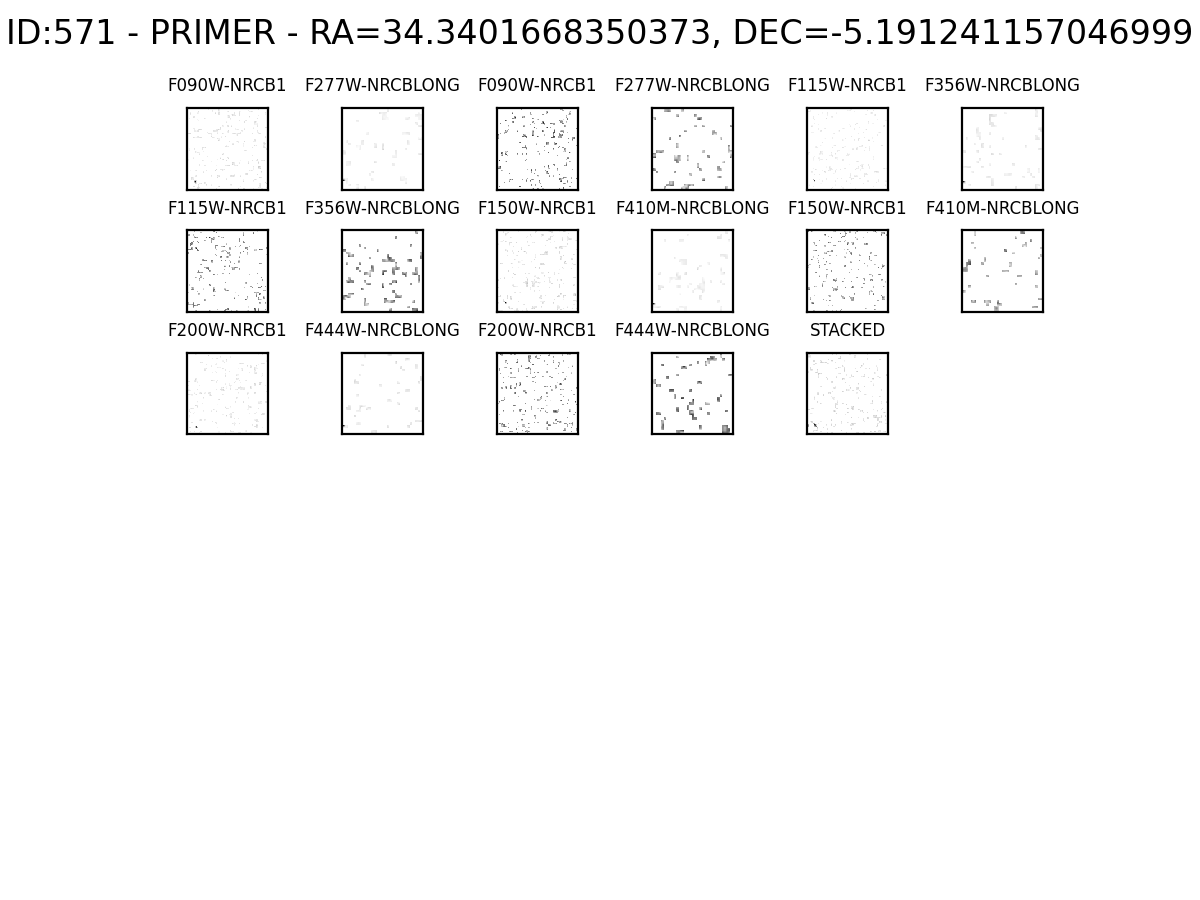 ID:571 - PRIMER - RA=34.3401668350373, DEC=-5.191241157046999
F090W-NRCB1 F277W-NRCBLONG F090W-NRCB1 F277W-NRCBLONG F115W-NRCB1 F356W-NRCBLONG
F115W-NRCB1 F356W-NRCBLONG F150W-NRCB1 F410M-NRCBLONG F150W-NRCB1 F410M-NRCBLONG
F200W-NRCB1 F444W-NRCBLONG F200W-NRCB1 F444W-NRCBLONG STACKED